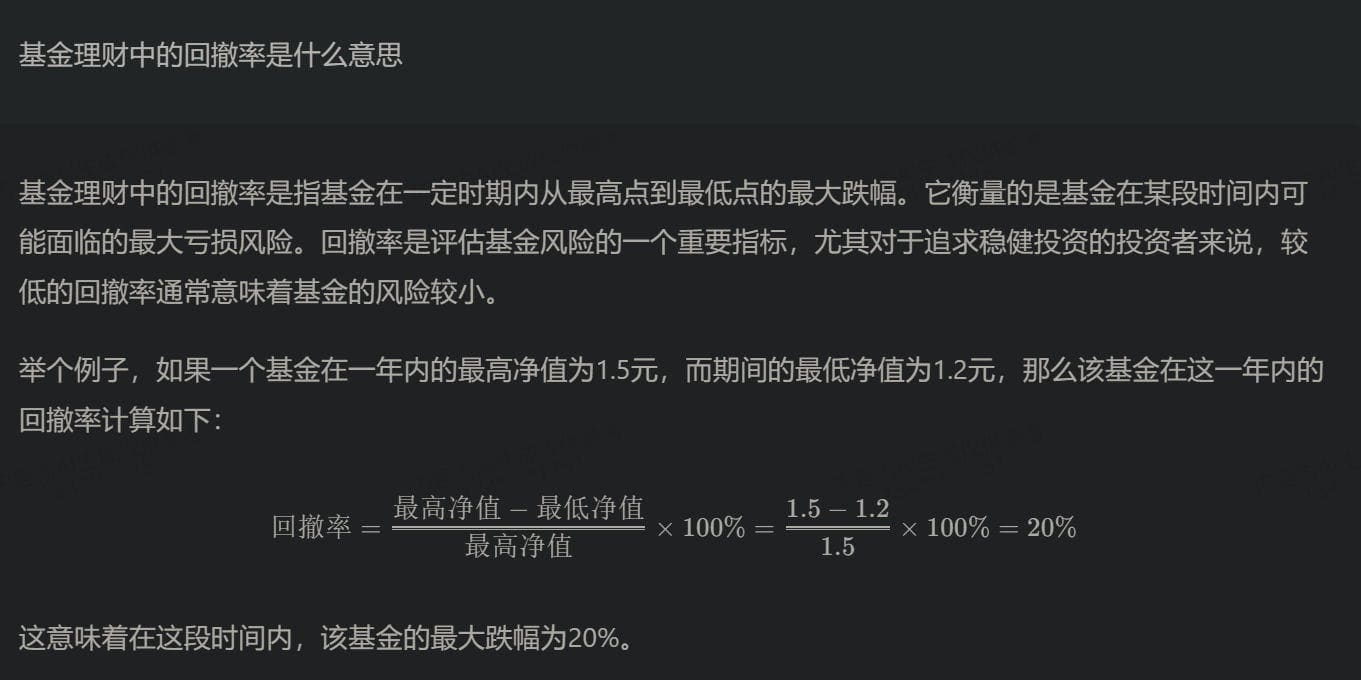 基金理财中的回撤率是什么意思
基金理财中的回撤率是指基金在一定时期内从最高点到最低点的最大跌幅。它衡量的是基金在某段时间内可
能面临的最大亏损风险。回撤率是评估基金风险的一个重要指标，尤其对于追求稳健投资的投资者来说，较
低的回撤率通常意味着基金的风险较小。
举个例子，如果一个基金在一年内的最高净值为1.5元，而期间的最低净值为1.2元，那么该基金在这一年内的
回撤率计算如下：
回撤率 = (最高净值 − 最低净值) / 最高净值 × 100% = (1.5 − 1.2) / 1.5 × 100% = 20%
这意味着在这段时间内，该基金的最大跌幅为20%。